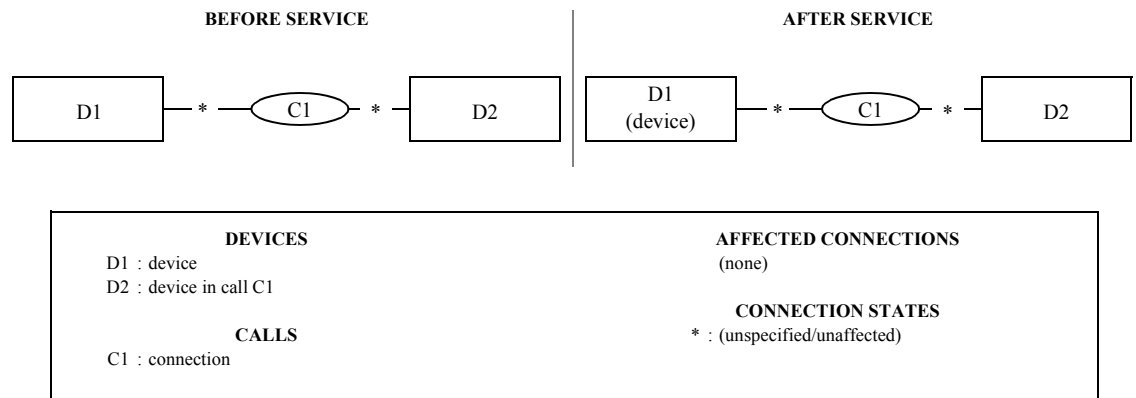 BEFORE SERVICE
AFTER SERVICE
D1 * C1 * D2
D1
(device)
* C1 * D2
DEVICES
D1 : device
D2 : device in call C1
CALLS
C1 : connection
AFFECTED CONNECTIONS
(none)
CONNECTION STATES
* : (unspecified/unaffected)